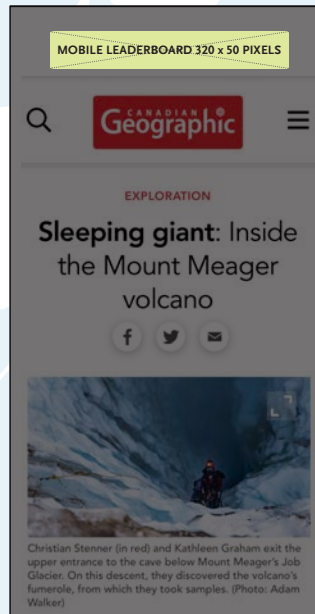 MOBILE LEADERBOARD 320 x 50 PIXELS
CANADIAN
Geographic
EXPLORATION
Sleeping giant: Inside
the Mount Meager
volcano
Christian Stenner (in red) and Kathleen Graham exit the
upper entrance to the cave below Mount Meager's Job
Glacier. On this descent, they discovered the volcano's
fumerole, from which they took samples. (Photo: Adam
Walker)